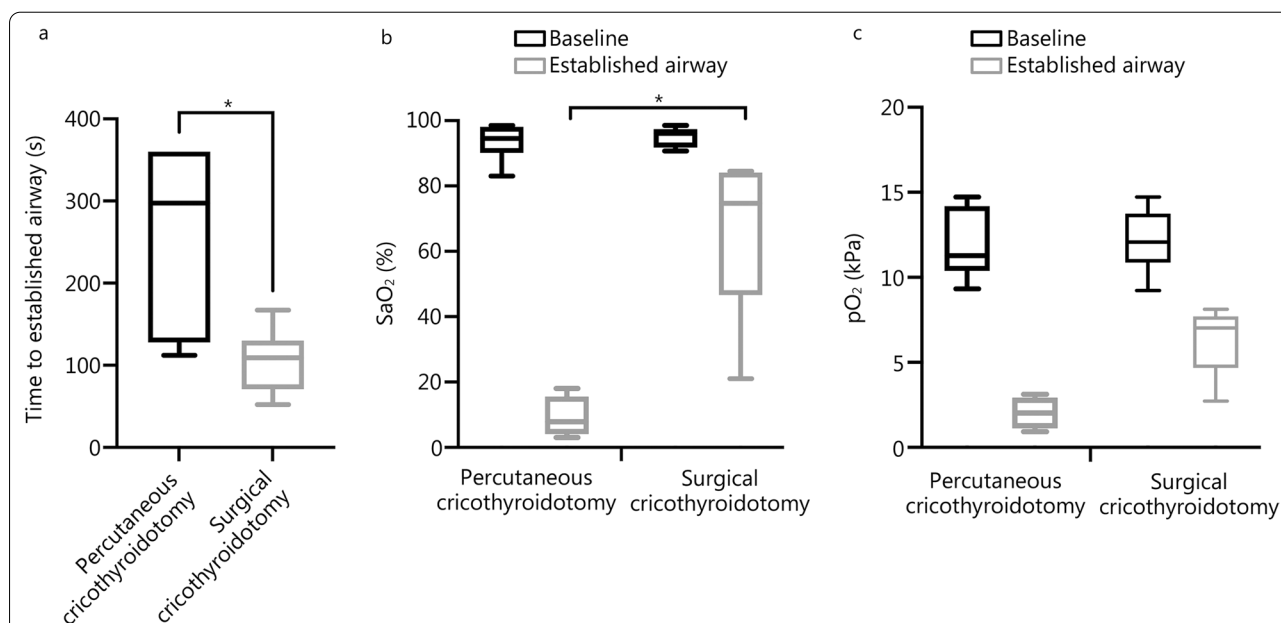 a
Time to established airway (s)
400
300
200
100
0
*
Percutaneous
cricothyroidotomy
Surgical
cricothyroidotomy
b
Baseline
Established airway
SaO₂ (%)
100
80
60
40
20
0
*
Percutaneous
cricothyroidotomy
Surgical
cricothyroidotomy
c
Baseline
Established airway
pO₂ (kPa)
20
15
10
5
0
Percutaneous
cricothyroidotomy
Surgical
cricothyroidotomy